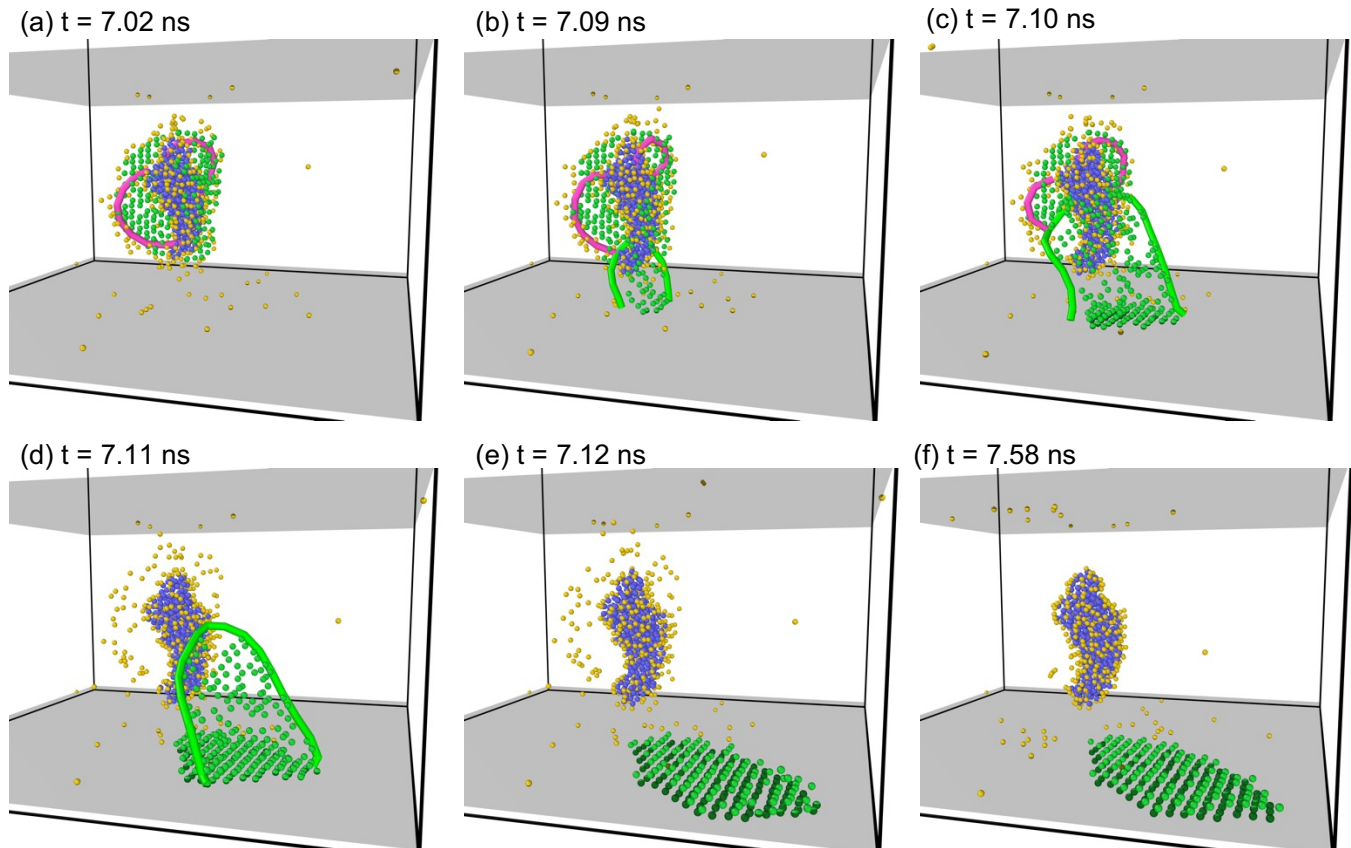 (a) t = 7.02 ns
(b) t = 7.09 ns
(c) t = 7.10 ns
(d) t = 7.11 ns
(e) t = 7.12 ns
(f) t = 7.58 ns